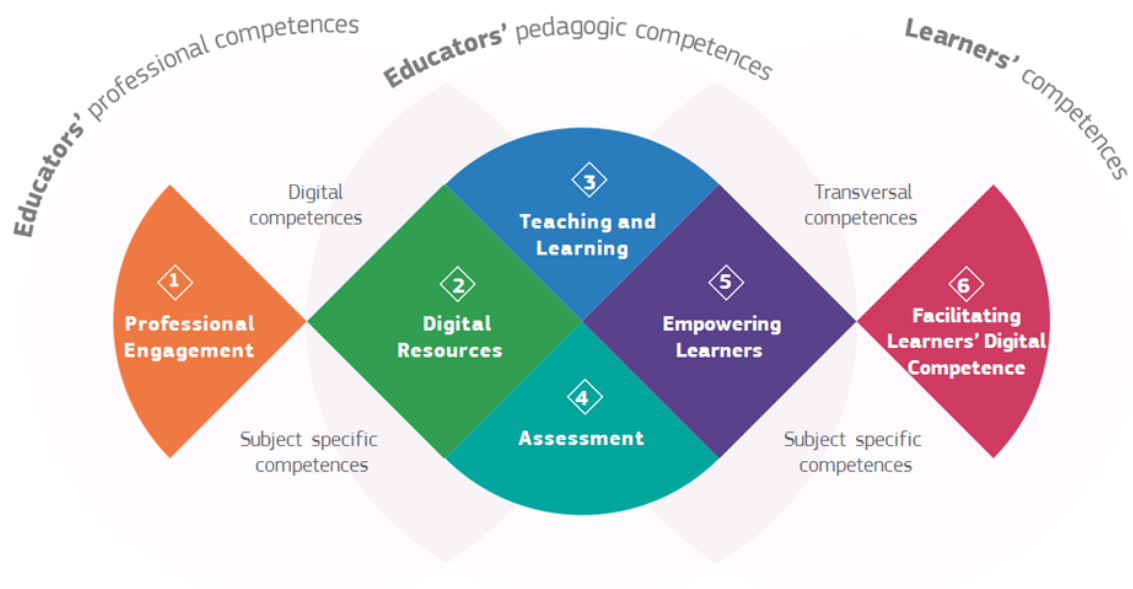 Educators' professional competences
Educators' pedagogic competences
Learners' competences
Digital
competences
Transversal
competences
3
Teaching and
Learning
1
Professional
Engagement
2
Digital
Resources
5
Empowering
Learners
6
Facilitating
Learners' Digital
Competence
4
Assessment
Subject specific
competences
Subject specific
competences